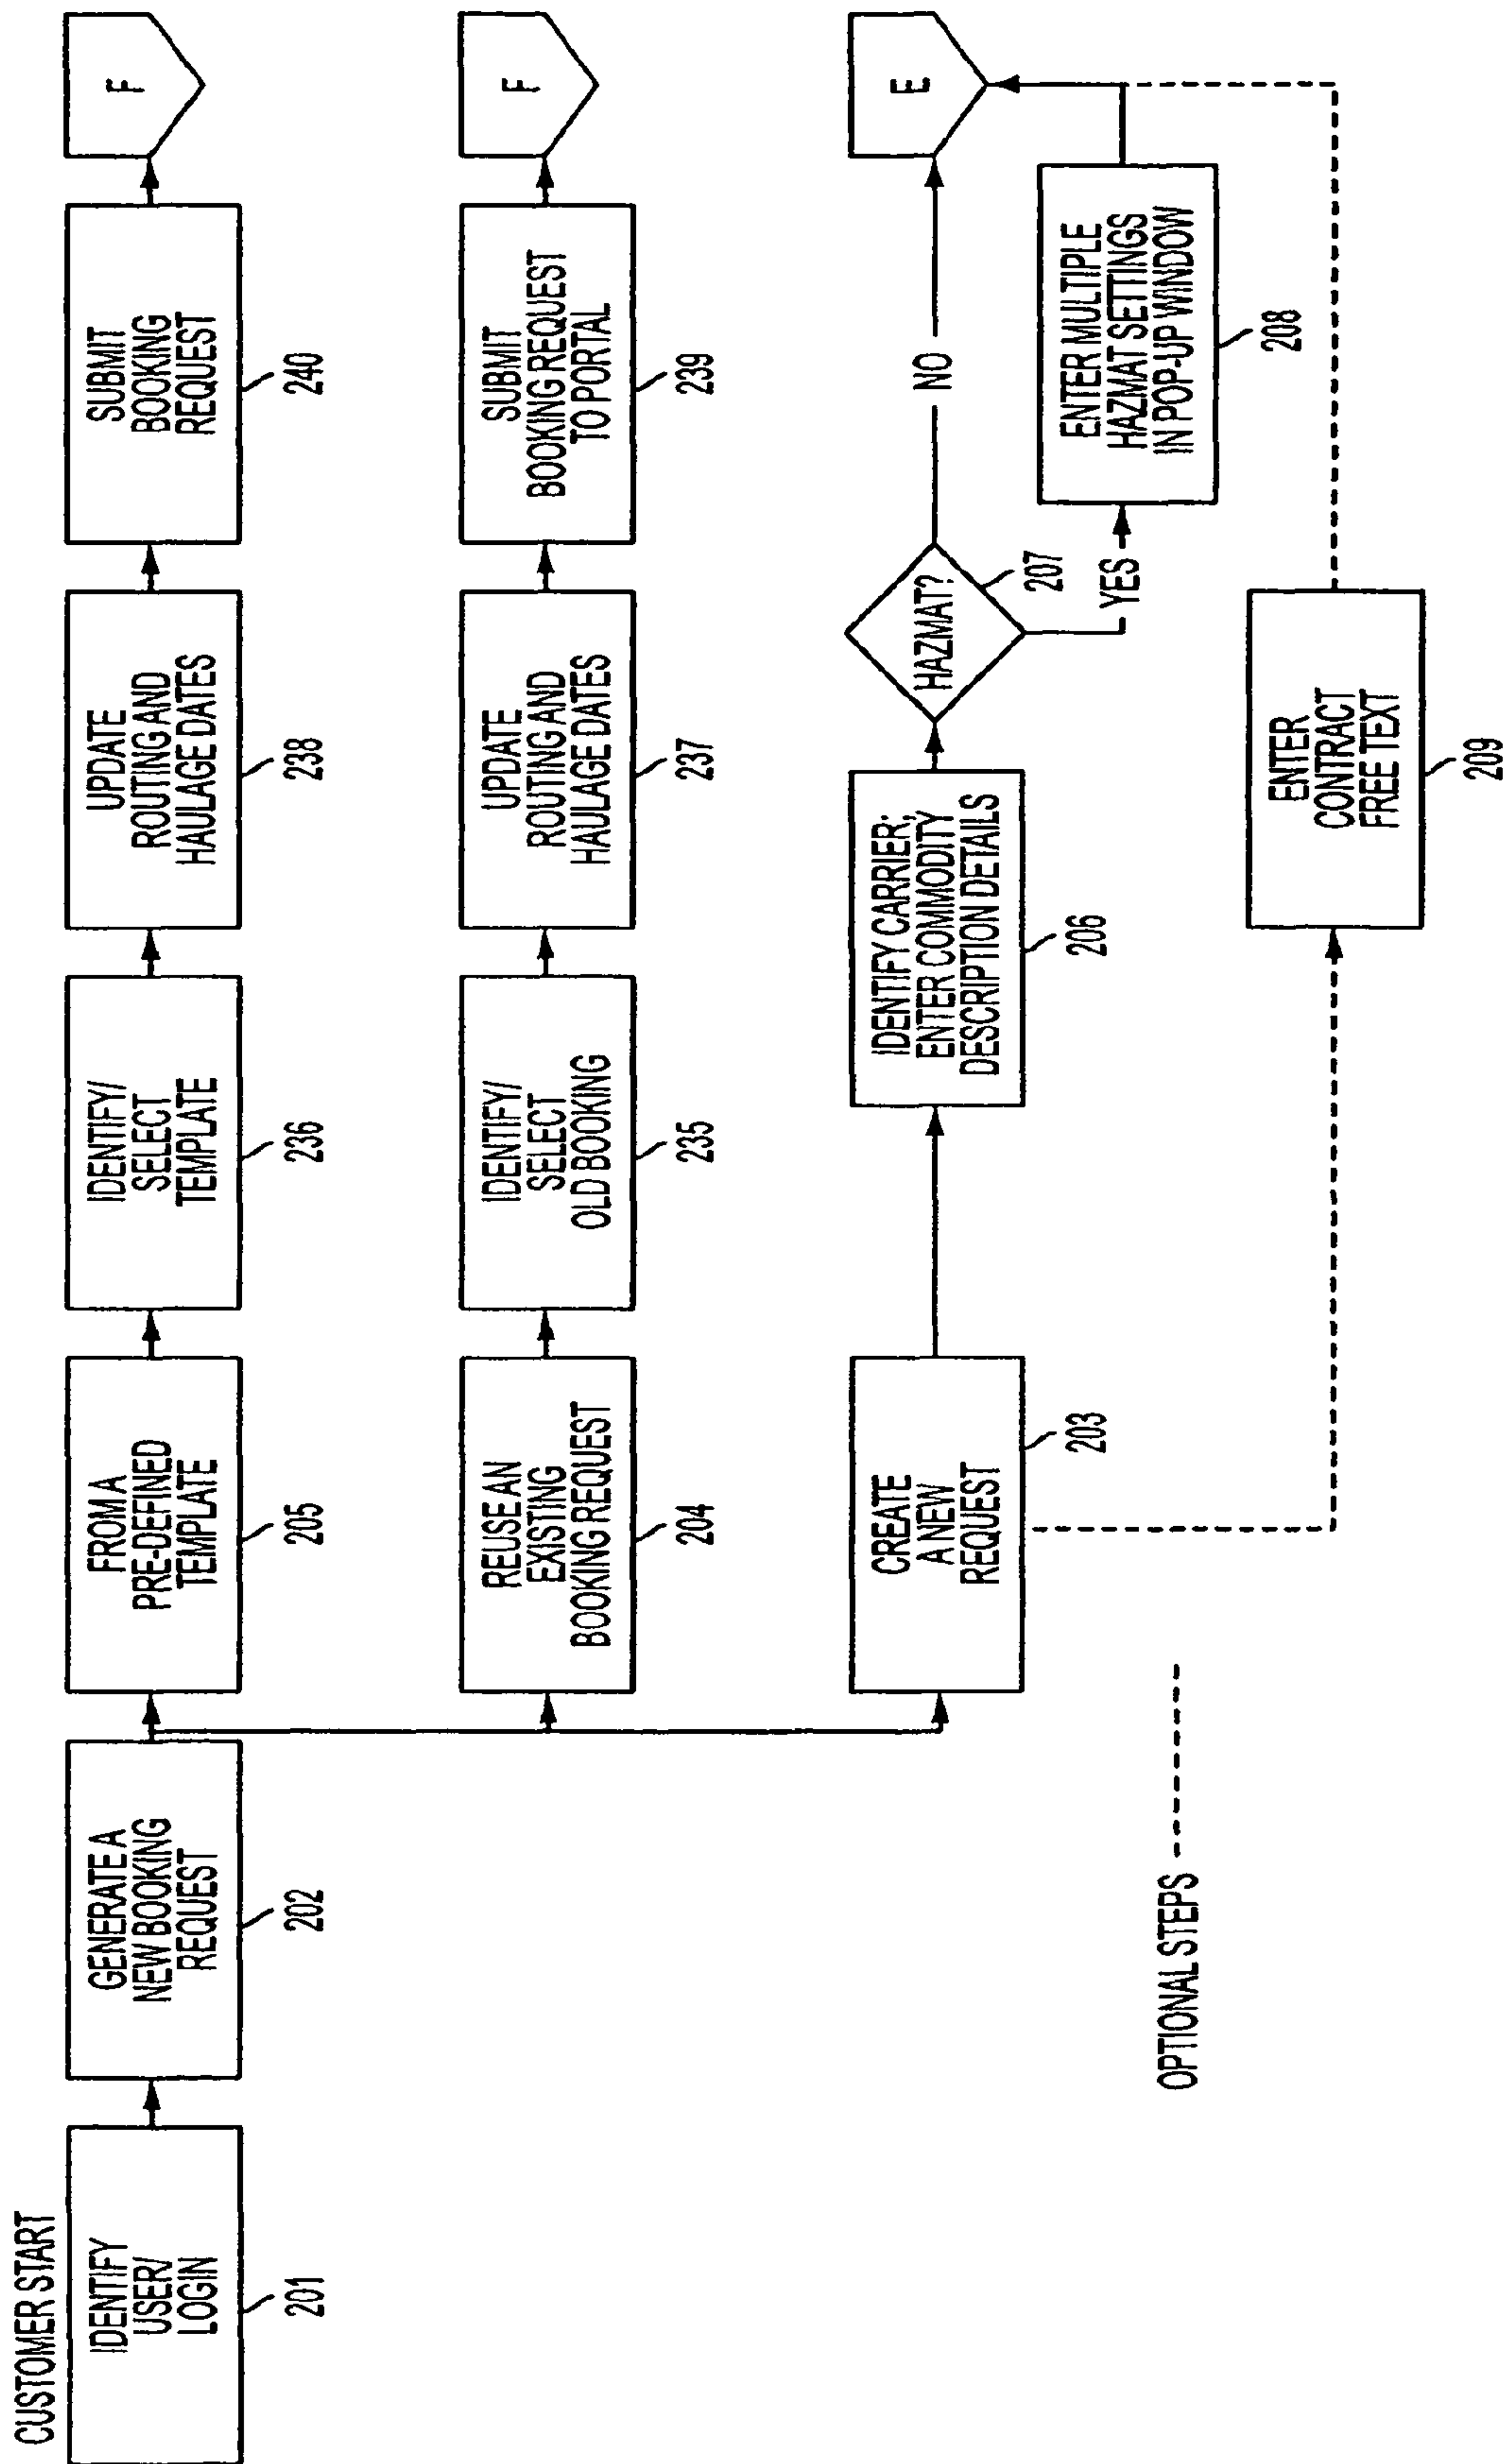 CUSTOMER START
IDENTIFY
USER/
LOGIN
201
GENERATE A
NEW BOOKING
REQUEST
202
FROM A
PRE-DEFINED
TEMPLATE
205
IDENTIFY/
SELECT
TEMPLATE
236
UPDATE
ROUTING AND
HAULAGE DATES
238
SUBMIT
BOOKING
REQUEST
240
F
REUSE AN
EXISTING
BOOKING REQUEST
204
IDENTIFY/
SELECT
OLD BOOKING
235
UPDATE
ROUTING AND
HAULAGE DATES
237
SUBMIT
BOOKING REQUEST
TO PORTAL
239
F
CREATE
A NEW
REQUEST
203
IDENTIFY CARRIER;
ENTER COMMODITY
DESCRIPTION DETAILS
206
HAZMAT?
207
NO
E
YES
ENTER MULTIPLE
HAZMAT SETTINGS
IN POP-UP WINDOW
208
OPTIONAL STEPS
ENTER
CONTRACT
FREE TEXT
209